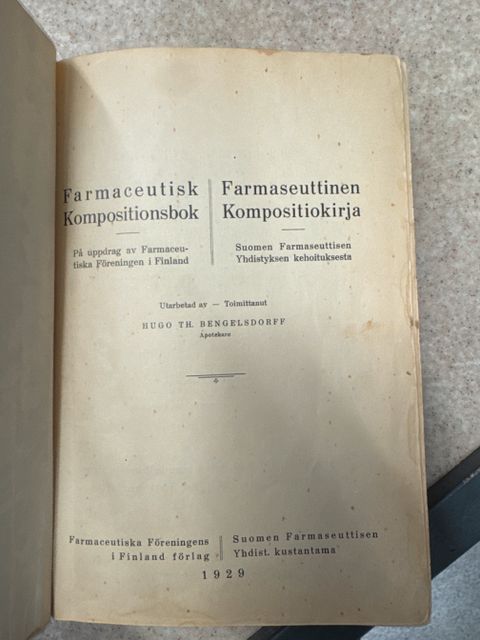 Farmaceutisk
Kompositionsbok
På uppdrag av Farmaceu-
tiska Föreningen i Finland
Farmaseuttinen
Kompositiokirja
Suomen Farmaseuttisen
Yhdistyksen kehoituksesta
Utarbetad av — Toimittanut
HUGO TH. BENGELSDORFF
Apotekare
Farmaceutiska Föreningens
i Finland förlag
Suomen Farmaseuttisen
Yhdist. kustantama
1929